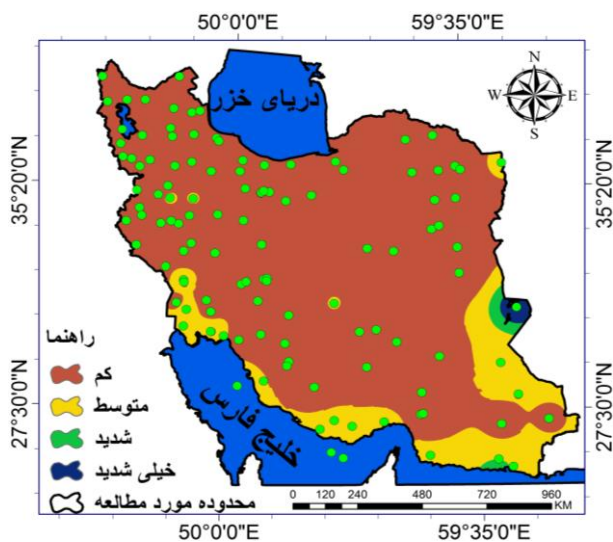 50°0'0"E 59°35'0"E
35°20'0"N
27°30'0"N
35°20'0"N
27°30'0"N
N
W E
S
دریای خزر
خلیج فارس
راهنما
کم
متوسط
شدید
خیلی شدید
محدوده مورد مطالعه
0 120 240 480 720 960
KM
50°0'0"E 59°35'0"E